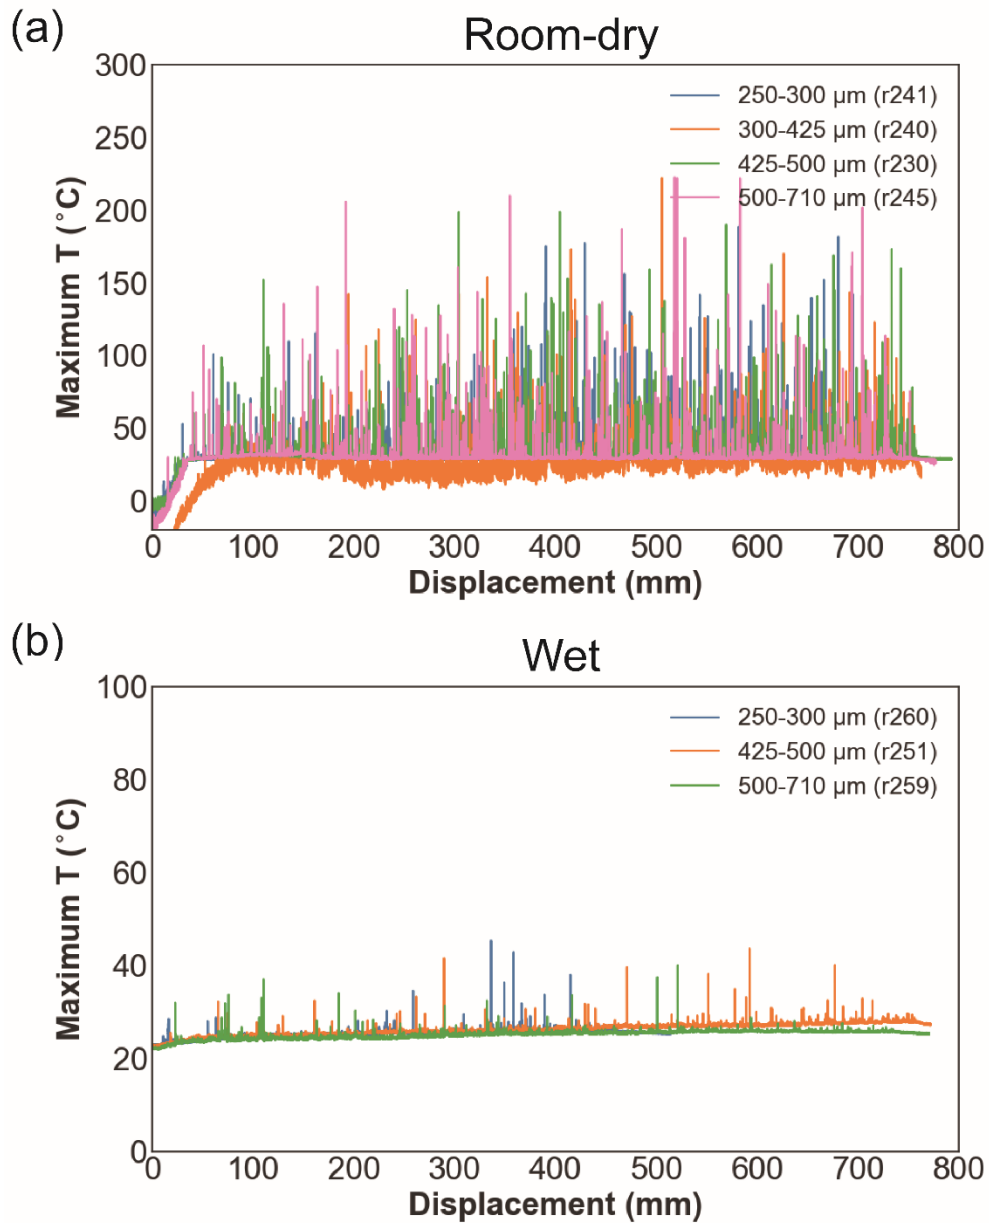 (a)
Room-dry
300
250
200
150
100
50
0
Maximum T (°C)
250-300 µm (r241)
300-425 µm (r240)
425-500 µm (r230)
500-710 µm (r245)
0 100 200 300 400 500 600 700 800
Displacement (mm)
(b)
Wet
100
80
60
40
20
0
Maximum T (°C)
250-300 µm (r260)
425-500 µm (r251)
500-710 µm (r259)
0 100 200 300 400 500 600 700 800
Displacement (mm)